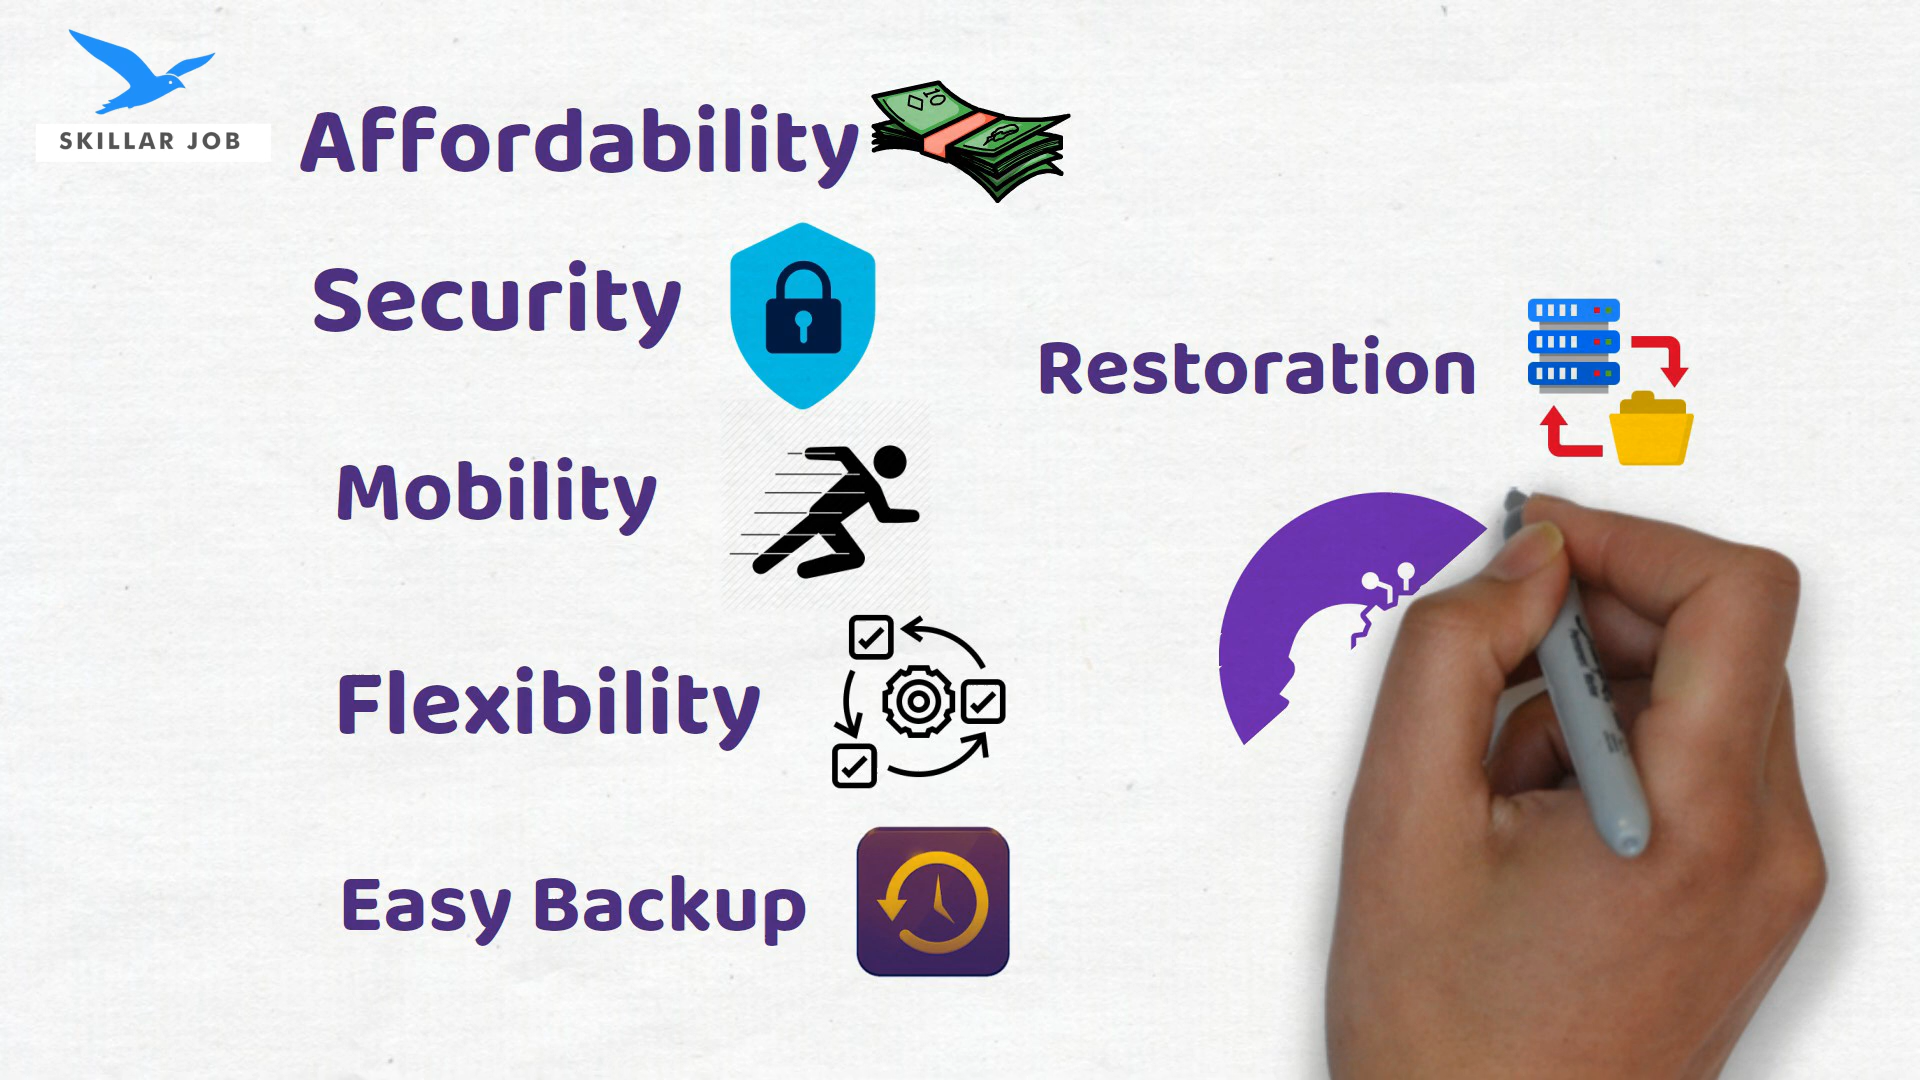 SKILLAR JOB
Affordability
Security
Restoration
Mobility
Flexibility
Easy Backup